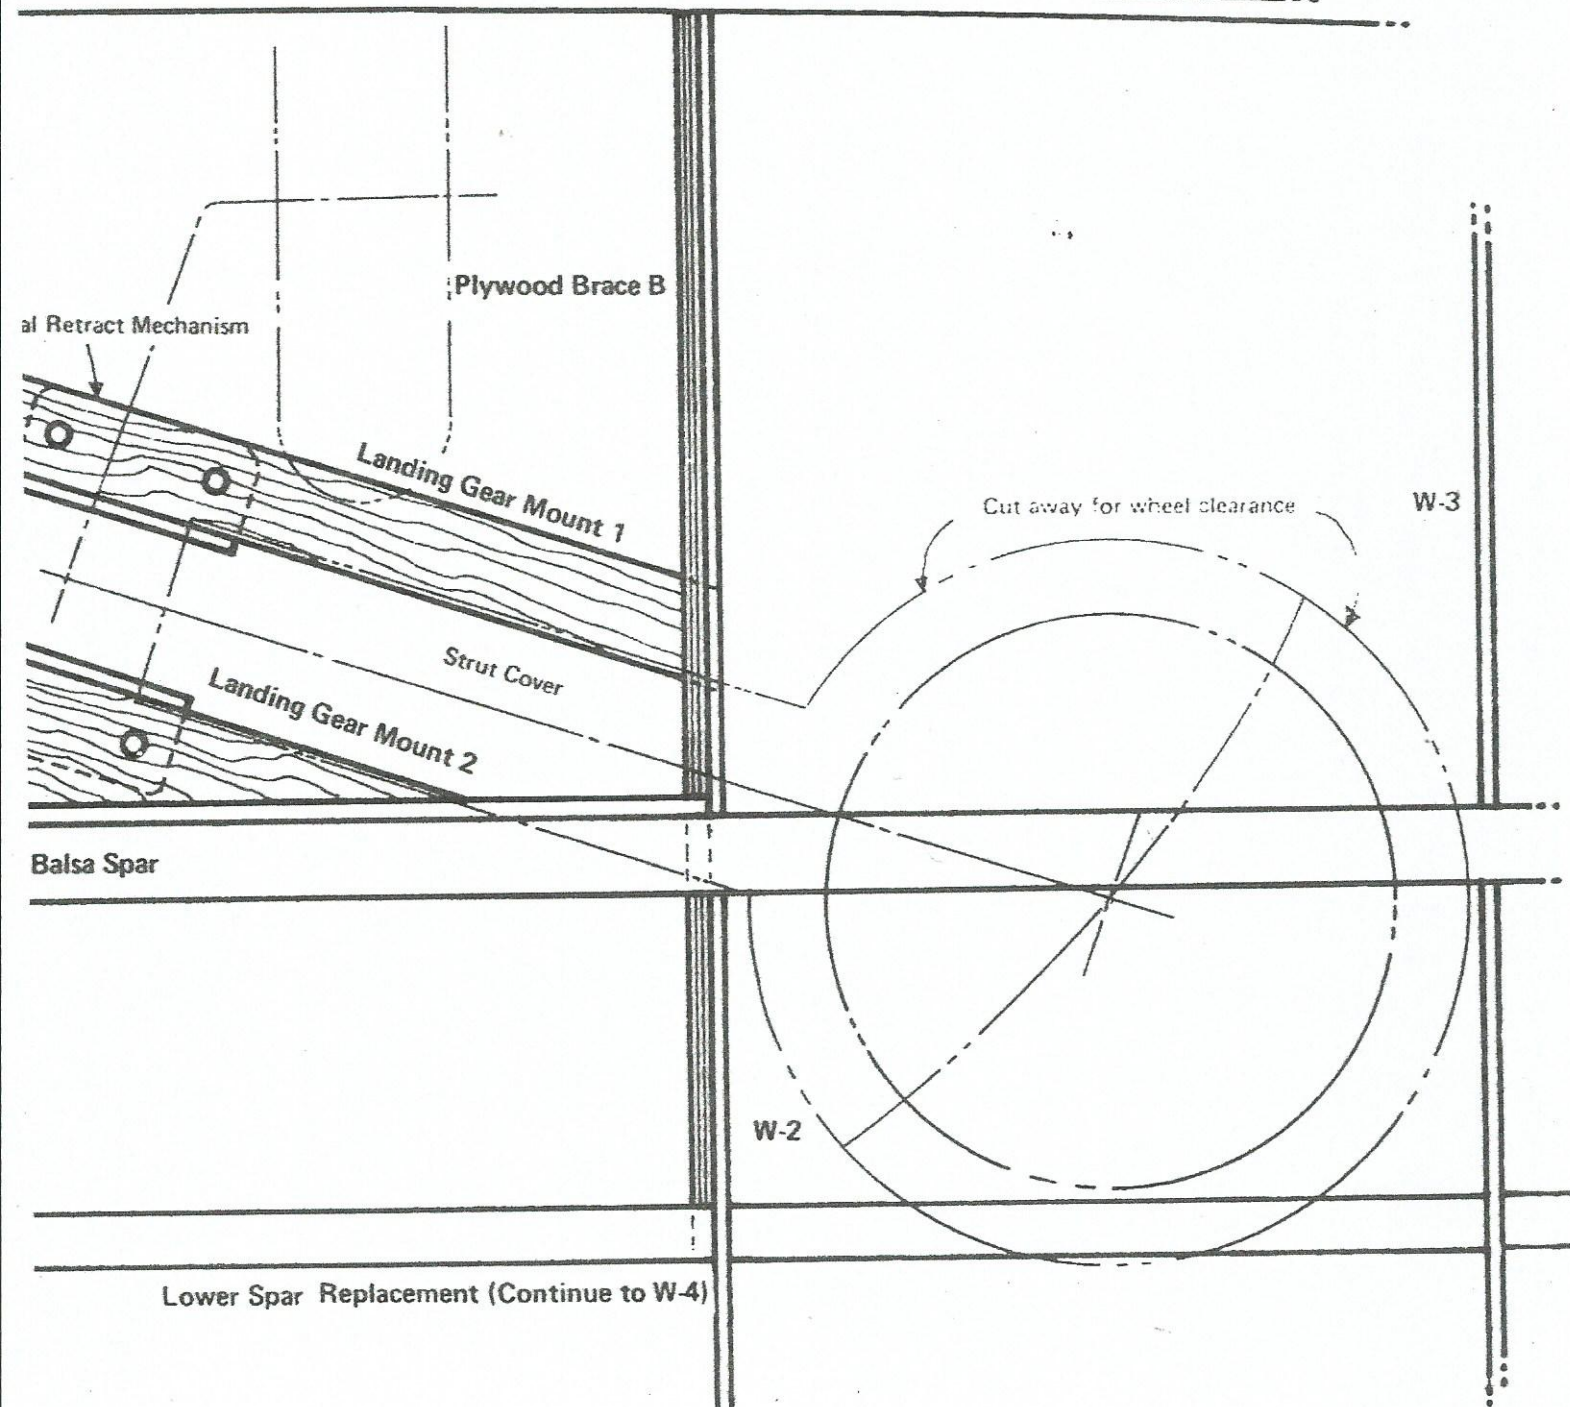 Plywood Brace B
al Retract Mechanism
Landing Gear Mount 1
Cut away for wheel clearance
W-3
Strut Cover
Landing Gear Mount 2
Balsa Spar
W-2
Lower Spar Replacement (Continue to W-4)